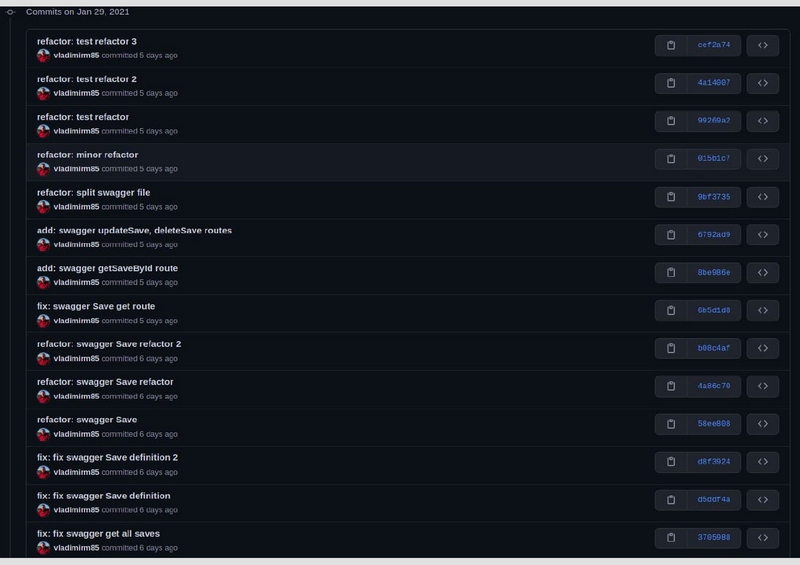 Commits on Jan 29, 2021
refactor: test refactor 3
vladimirm85 committed 5 days ago
cef2a74
refactor: test refactor 2
vladimirm85 committed 5 days ago
4a14007
refactor: test refactor
vladimirm85 committed 5 days ago
99269a2
refactor: minor refactor
vladimirm85 committed 5 days ago
015b1c7
refactor: split swagger file
vladimirm85 committed 5 days ago
9bf3735
add: swagger updateSave, deleteSave routes
vladimirm85 committed 5 days ago
6792ad9
add: swagger getSaveById route
vladimirm85 committed 5 days ago
8be986e
fix: swagger Save get route
vladimirm85 committed 5 days ago
6b5d1d8
refactor: swagger Save refactor 2
vladimirm85 committed 6 days ago
b08c4af
refactor: swagger Save refactor
vladimirm85 committed 6 days ago
4a06c70
refactor: swagger Save
vladimirm85 committed 6 days ago
58ee808
fix: fix swagger Save definition 2
vladimirm85 committed 6 days ago
d8f3924
fix: fix swagger Save definition
vladimirm85 committed 6 days ago
d5ddf4a
fix: fix swagger get all saves
vladimirm85 committed 6 days ago
3705988